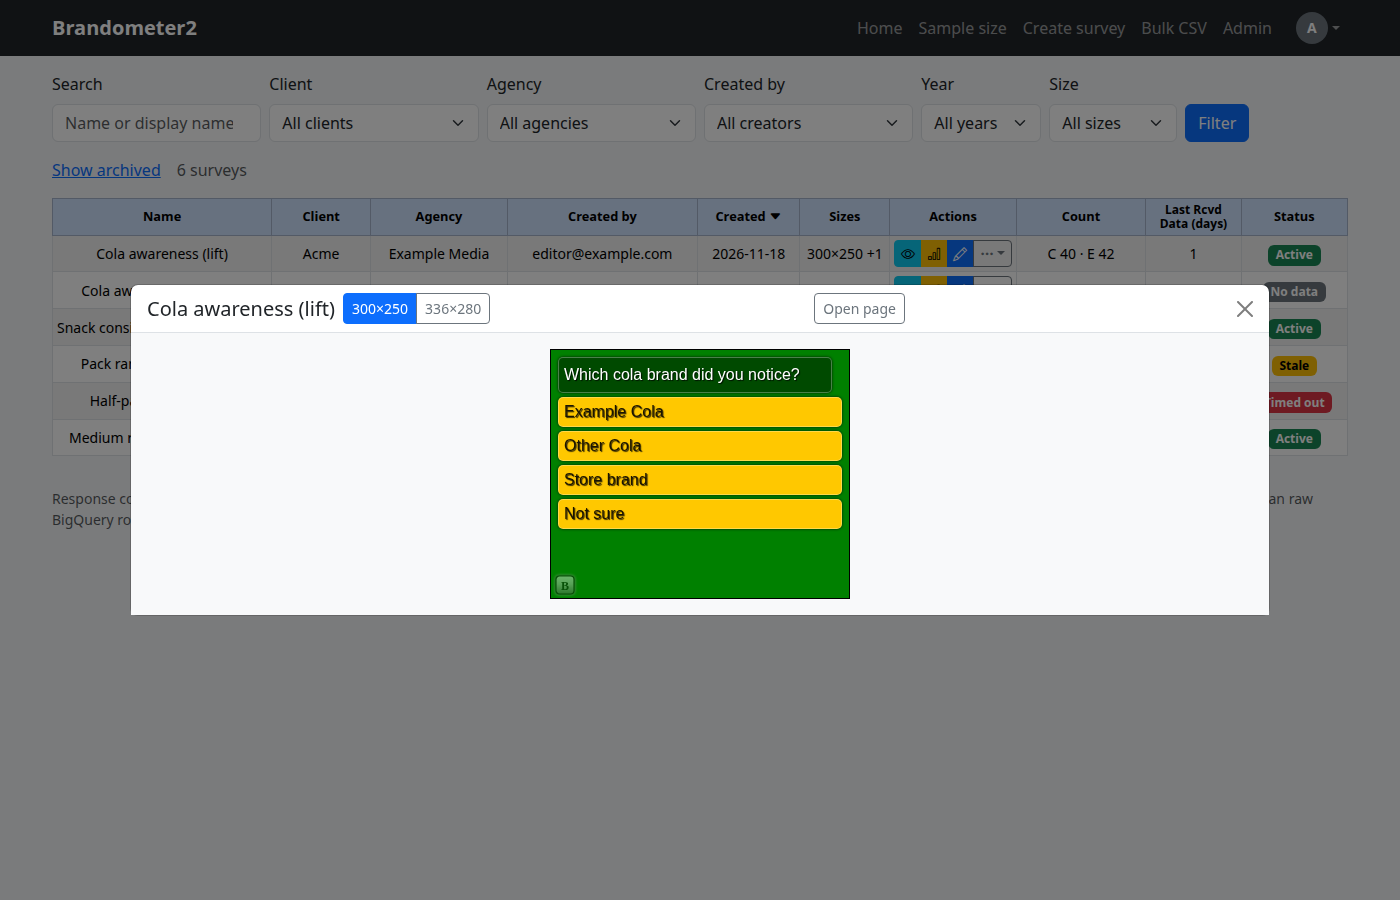 Brandometer2
Home Sample size Create survey Bulk CSV Admin A
Search Client Agency Created by Year Size
Name or display name All clients All agencies All creators All years All sizes Filter
Show archived 6 surveys
Name Client Agency Created by Created Sizes Actions Count Last Rcvd Data (days) Status
Cola awareness (lift) Acme Example Media editor@example.com 2026-11-18 300×250 +1 C 40 · E 42 1 Active
Cola aw No data
Cola awareness (lift) 300×250 336×280 Open page
Snack cons Active
Pack ra Stale
Half-p imed out
Medium r Active
Which cola brand did you notice?
Example Cola
Other Cola
Store brand
Not sure
B
Response co an raw
BigQuery ro